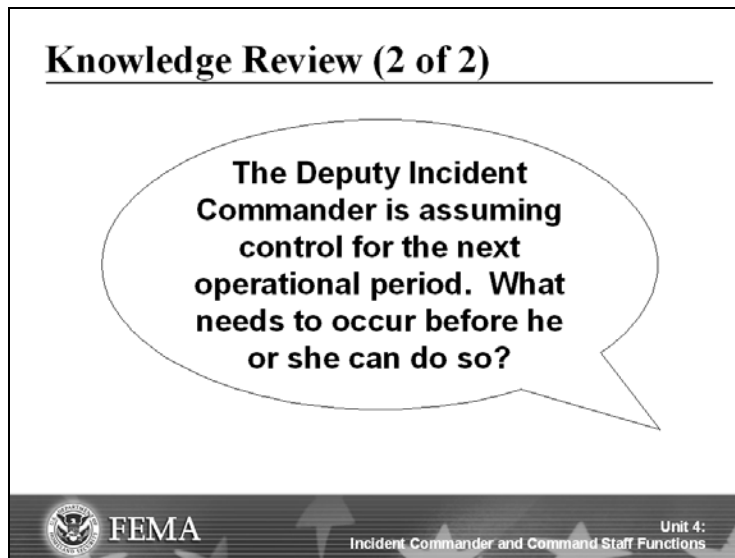 Knowledge Review (2 of 2)
The Deputy Incident
Commander is assuming
control for the next
operational period.  What
needs to occur before he
or she can do so?
FEMA
Unit 4:
Incident Commander and Command Staff Functions